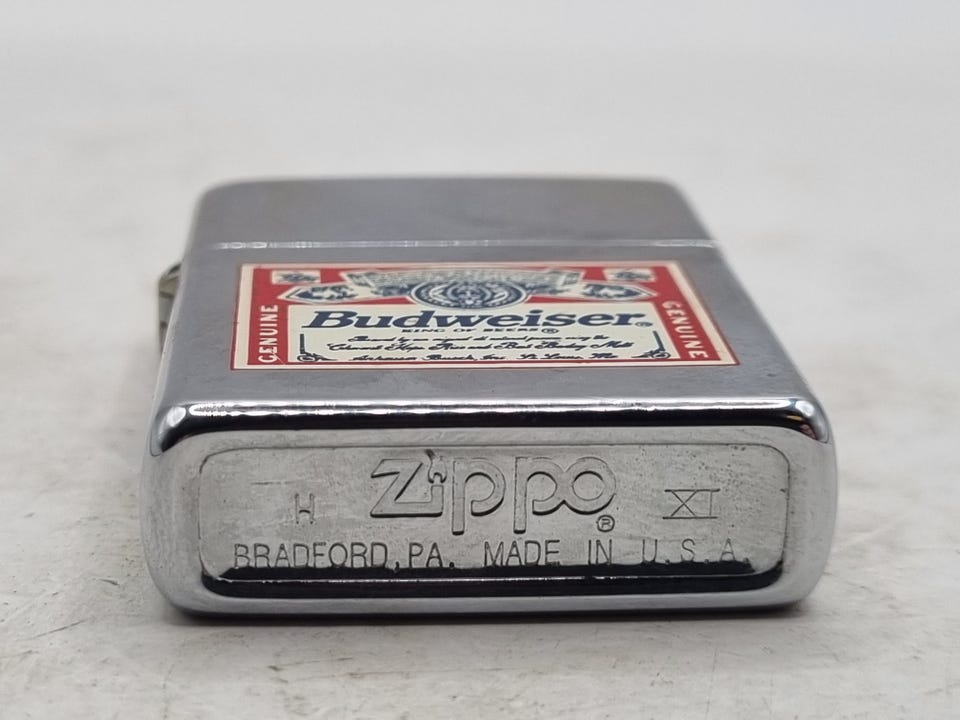 GENUINE
Budweiser®
KING OF BEERS®
GENUINE
H Zippo® XI
BRADFORD, PA. MADE IN U.S.A.